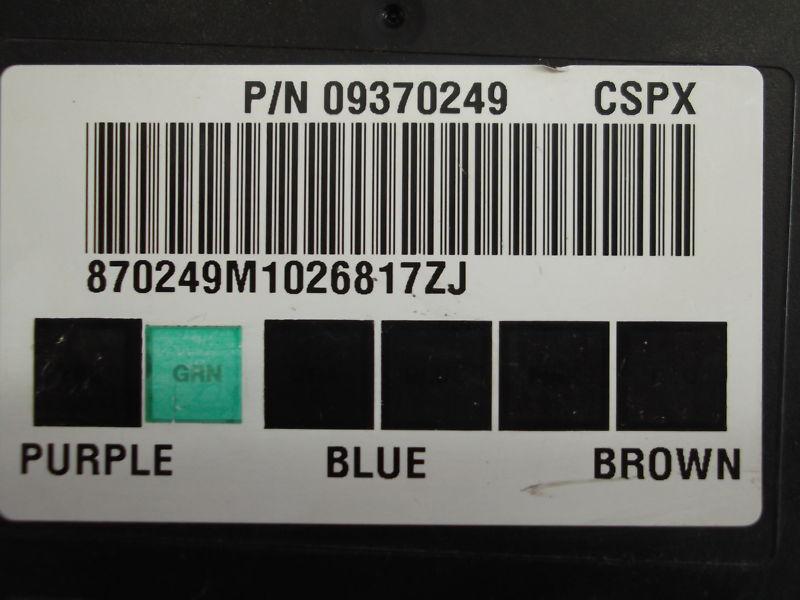 P/N 09370249 CSPX
870249M1026817ZJ
GRN
PURPLE BLUE BROWN